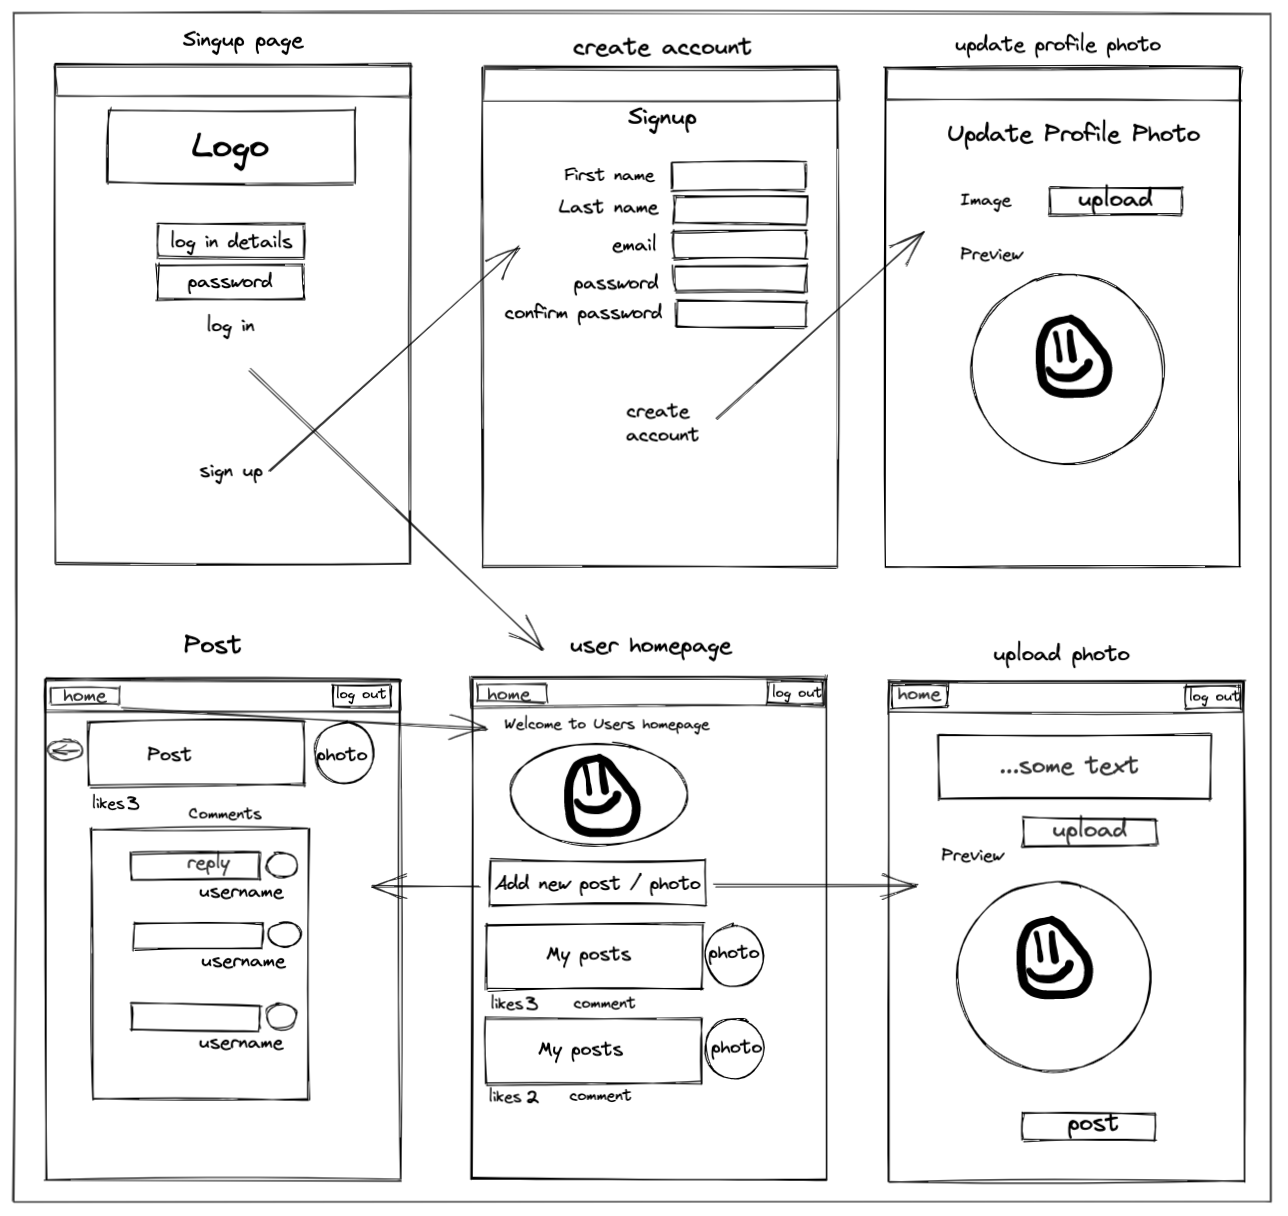 Singup page
Logo
log in details
password
log in
sign up
create account
Signup
First name
Last name
email
password
confirm password
create
account
update profile photo
Update Profile Photo
Image
upload
Preview
Post
home
log out
Post
photo
likes 3
Comments
reply
username
username
username
user homepage
home
log out
Welcome to Users homepage
Add new post / photo
My posts
photo
likes 3
comment
My posts
photo
likes 2
comment
upload photo
home
log out
...some text
upload
Preview
post